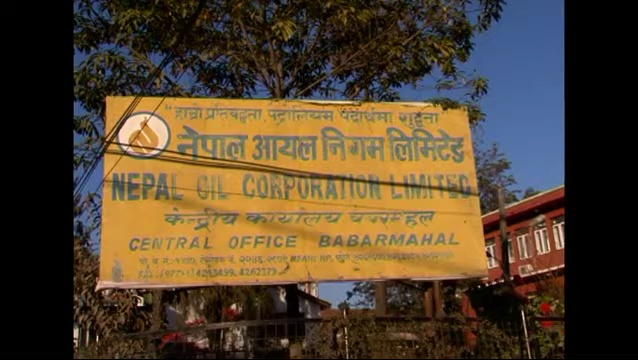 "हाम्रो प्रतिबद्धता, पेट्रोलियम पदार्थमा शुद्धता"
नेपाल आयल निगम लिमिटेड
NEPAL OIL CORPORATION LIMITED
केन्द्रीय कार्यालय बबरमहल
CENTRAL OFFICE BABARMAHAL